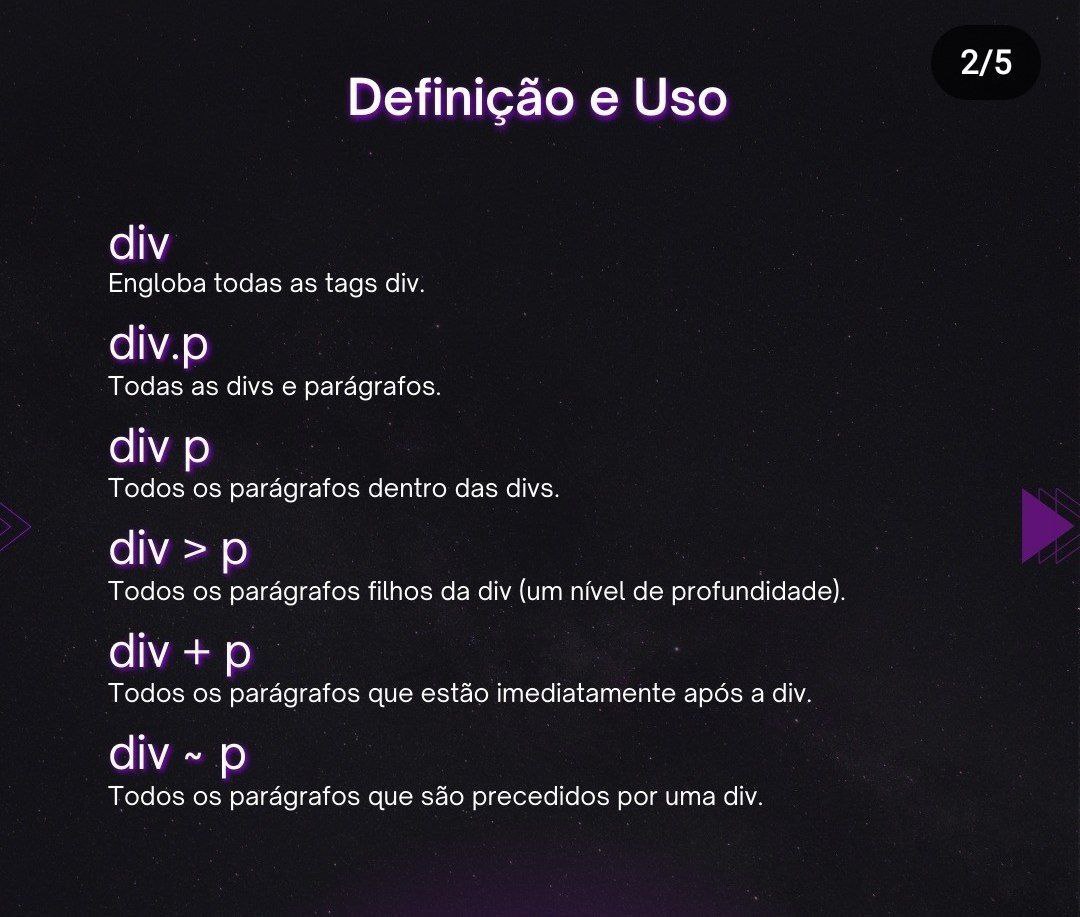 2/5
Definição e Uso
div
Engloba todas as tags div.
div.p
Todas as divs e parágrafos.
div p
Todos os parágrafos dentro das divs.
div > p
Todos os parágrafos filhos da div (um nível de profundidade).
div + p
Todos os parágrafos que estão imediatamente após a div.
div ~ p
Todos os parágrafos que são precedidos por uma div.